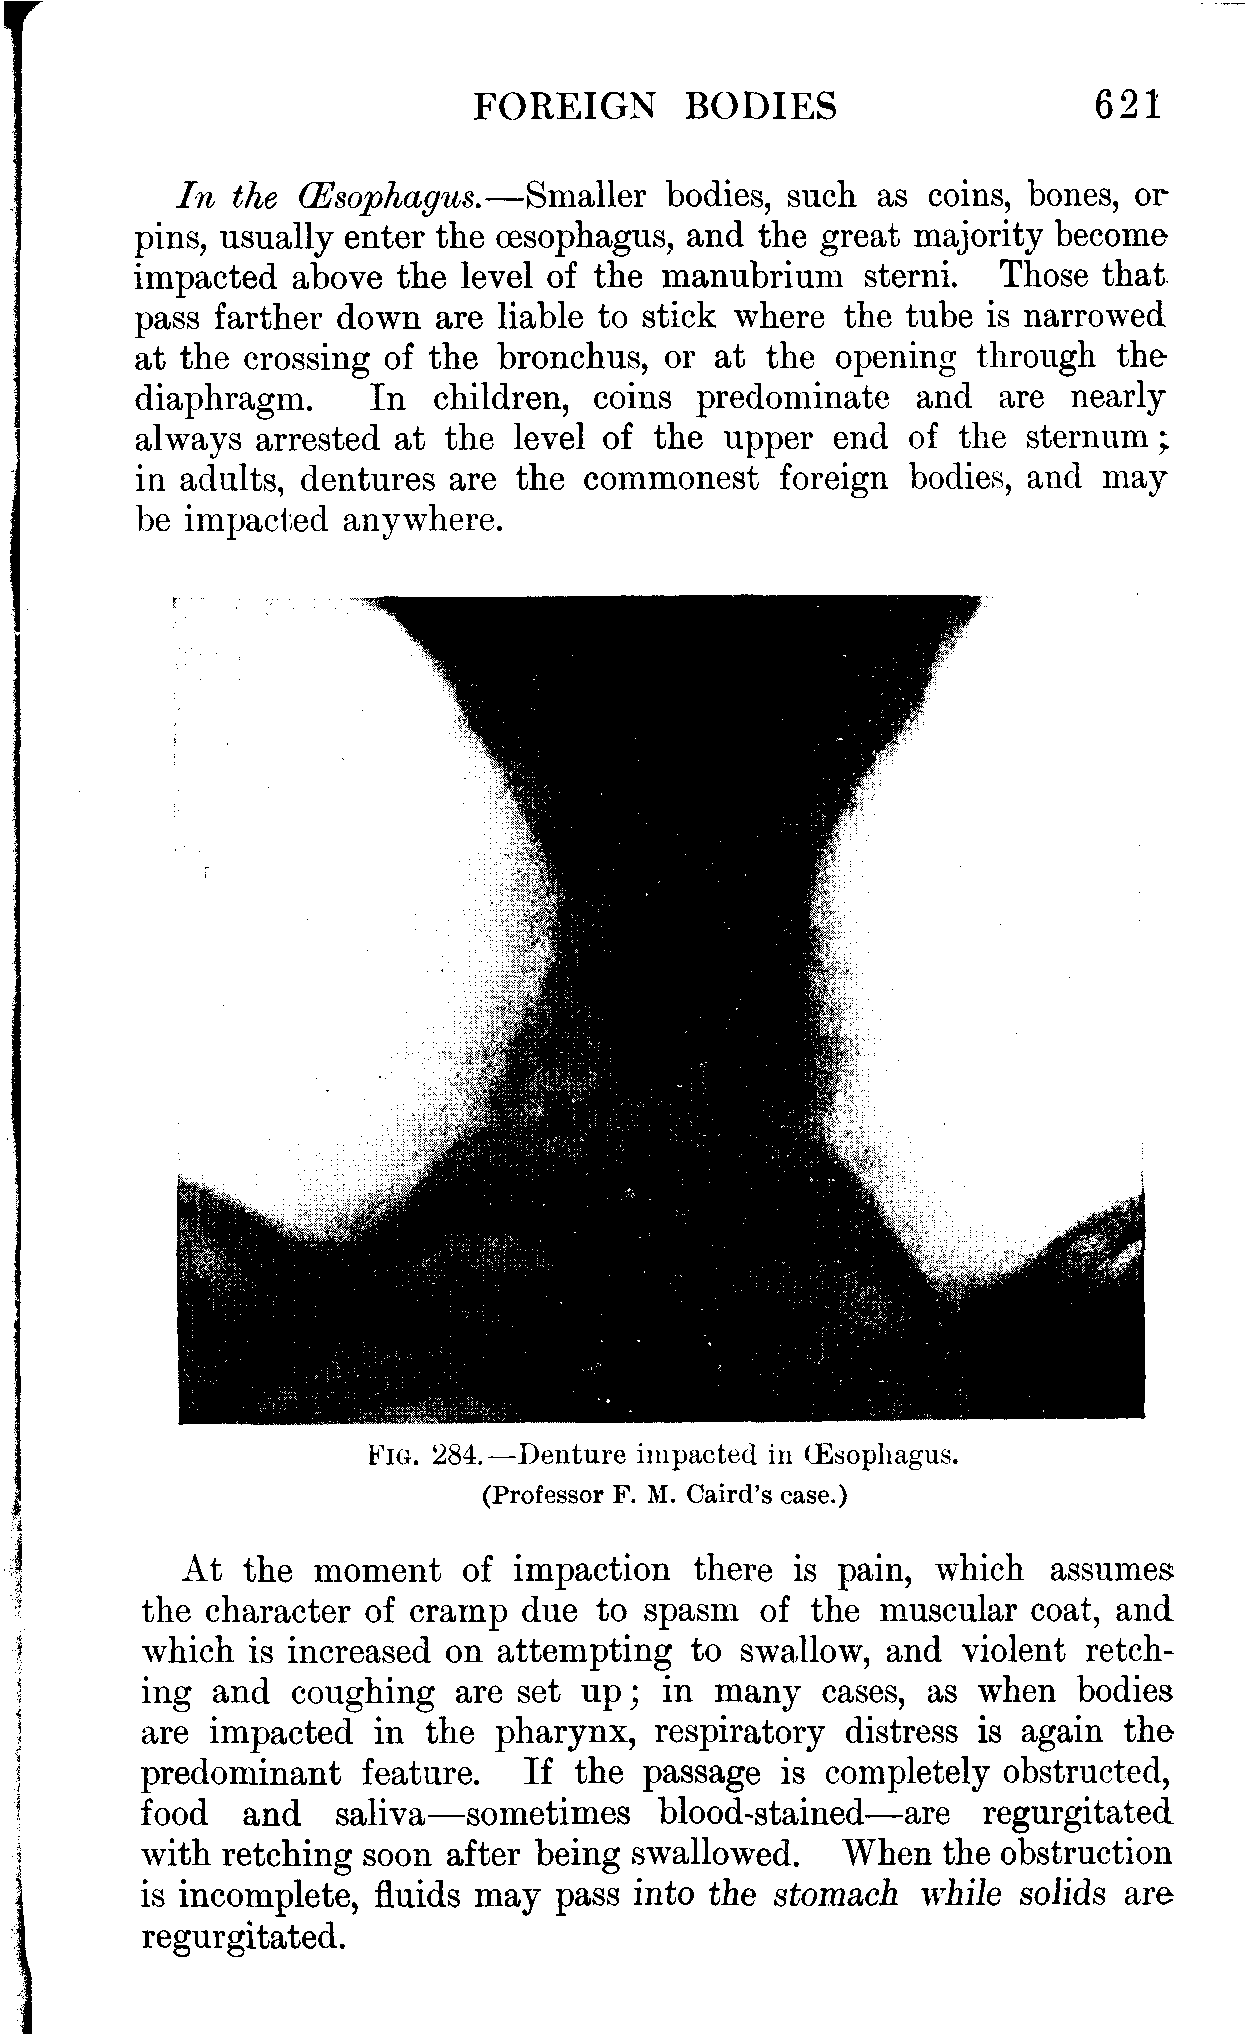 FOREIGN BODIES 621
In the Œsophagus.—Smaller bodies, such as coins, bones, or
pins, usually enter the œsophagus, and the great majority become
impacted above the level of the manubrium sterni. Those that
pass farther down are liable to stick where the tube is narrowed
at the crossing of the bronchus, or at the opening through the
diaphragm. In children, coins predominate and are nearly
always arrested at the level of the upper end of the sternum;
in adults, dentures are the commonest foreign bodies, and may
be impacted anywhere.
FIG. 284.—Denture impacted in Œsophagus.
(Professor F. M. Caird's case.)
At the moment of impaction there is pain, which assumes
the character of cramp due to spasm of the muscular coat, and
which is increased on attempting to swallow, and violent retch-
ing and coughing are set up; in many cases, as when bodies
are impacted in the pharynx, respiratory distress is again the
predominant feature. If the passage is completely obstructed,
food and saliva—sometimes blood-stained—are regurgitated
with retching soon after being swallowed. When the obstruction
is incomplete, fluids may pass into the stomach while solids are
regurgitated.